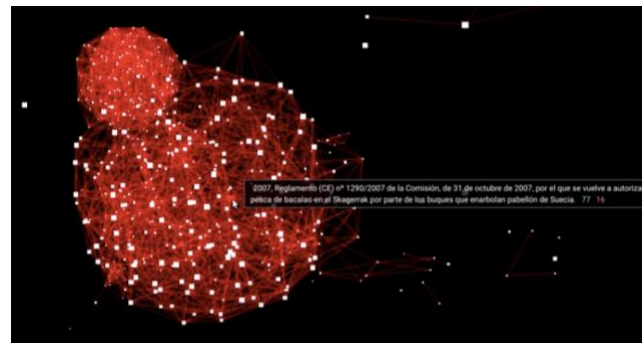 2007, Reglamento (CE) nº 1290/2007 de la Comisión, de 31 de octubre de 2007, por el que se vuelve a autoriza
pesca de bacalao en el Skagerrak por parte de los buques que enarbolan pabellón de Suecia. 77 16